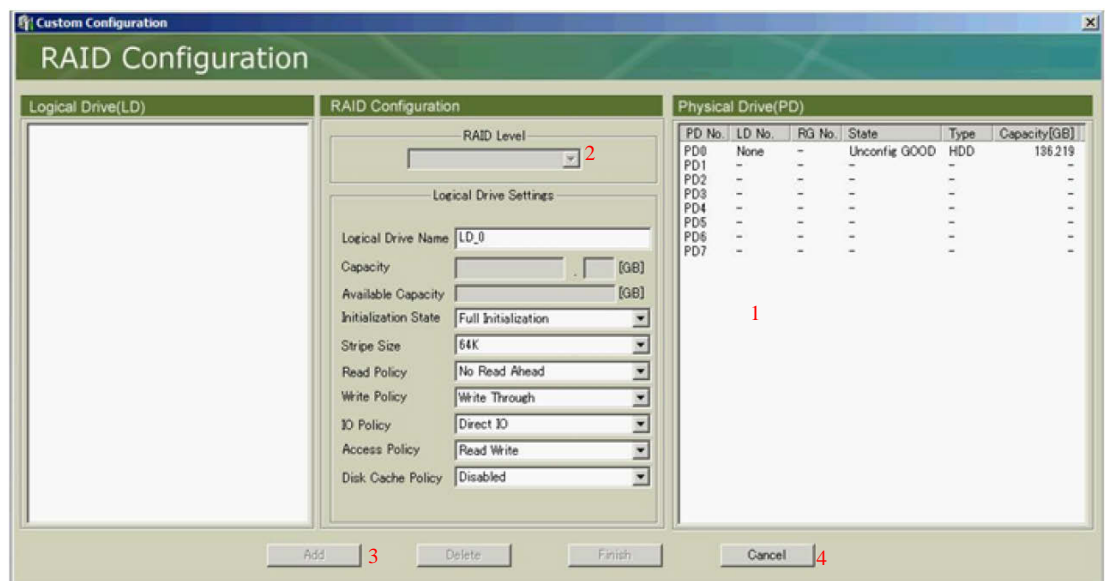 Custom Configuration
RAID Configuration
Logical Drive(LD)
RAID Configuration
RAID Level
2
Logical Drive Settings
Logical Drive Name LD_0
Capacity . [GB]
Available Capacity [GB]
Initialization State Full Initialization
Stripe Size 64K
Read Policy No Read Ahead
Write Policy Write Through
IO Policy Direct IO
Access Policy Read Write
Disk Cache Policy Disabled
Physical Drive(PD)
PD No. LD No. RG No. State Type Capacity[GB]
PD0 None - Unconfig GOOD HDD 136.219
PD1 - - - - -
PD2 - - - - -
PD3 - - - - -
PD4 - - - - -
PD5 - - - - -
PD6 - - - - -
PD7 - - - - -
1
Add 3 Delete Finish Cancel 4